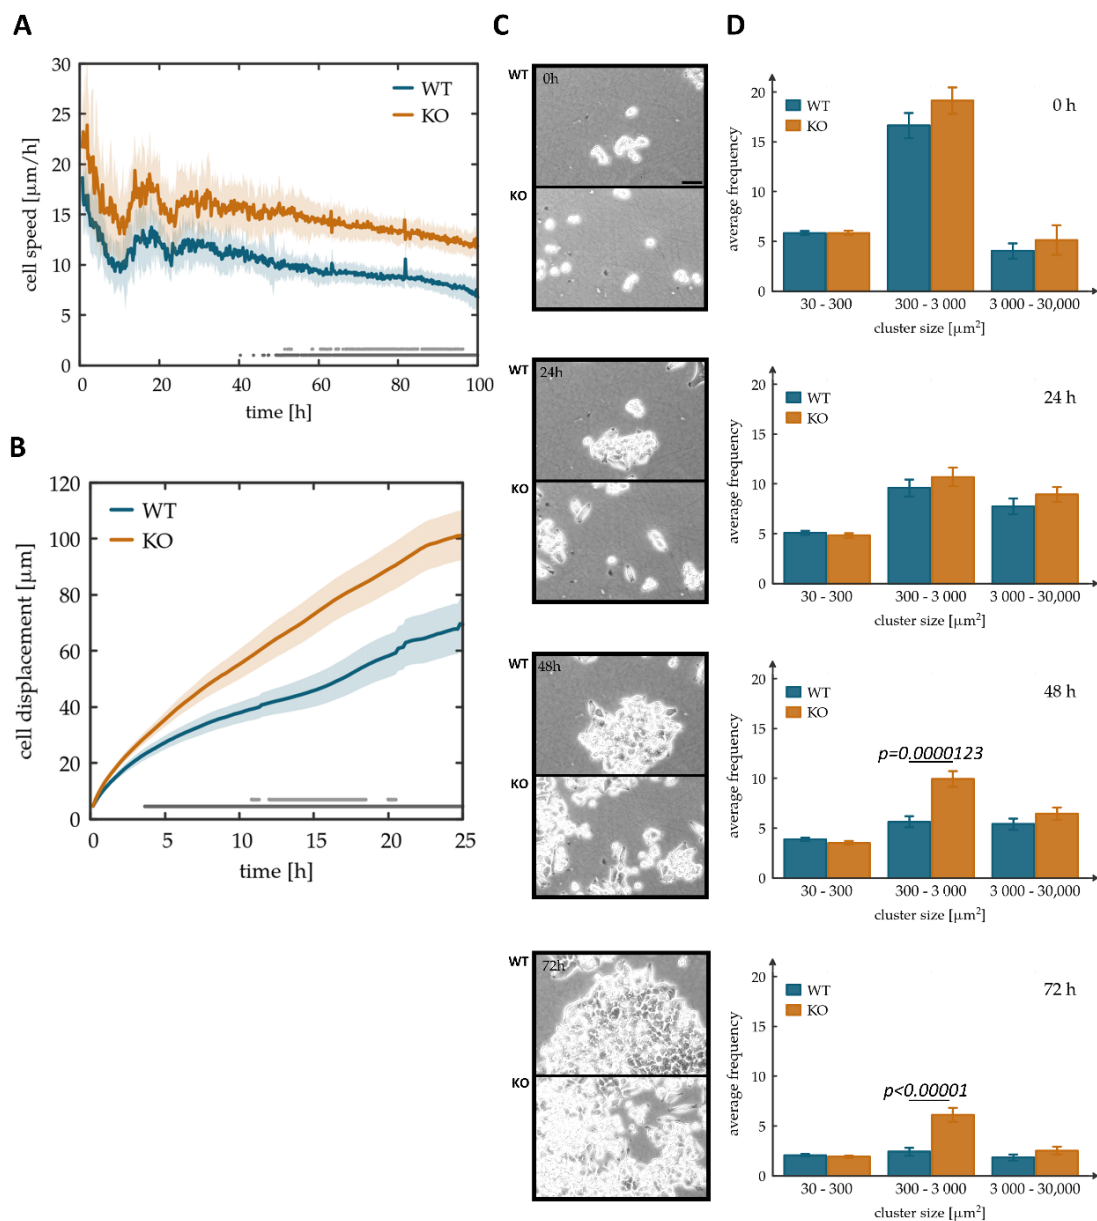 A
30
25
20
15
10
5
0
cell speed [μm/h]
WT
KO
0 20 40 60 80 100
time [h]
B
120
100
80
60
40
20
0
cell displacement [μm]
WT
KO
0 5 10 15 20 25
time [h]
C
WT
0h
KO
WT
24h
KO
WT
48h
KO
WT
72h
KO
D
20
15
10
5
0
average frequency
WT
KO
0 h
30 - 300 300 - 3 000 3 000 - 30,000
cluster size [μm²]
20
15
10
5
0
average frequency
WT
KO
24 h
30 - 300 300 - 3 000 3 000 - 30,000
cluster size [μm²]
20
15
10
5
0
average frequency
WT
KO
48 h
p=0.0000123
30 - 300 300 - 3 000 3 000 - 30,000
cluster size [μm²]
20
15
10
5
0
average frequency
WT
KO
72 h
p<0.00001
30 - 300 300 - 3 000 3 000 - 30,000
cluster size [μm²]